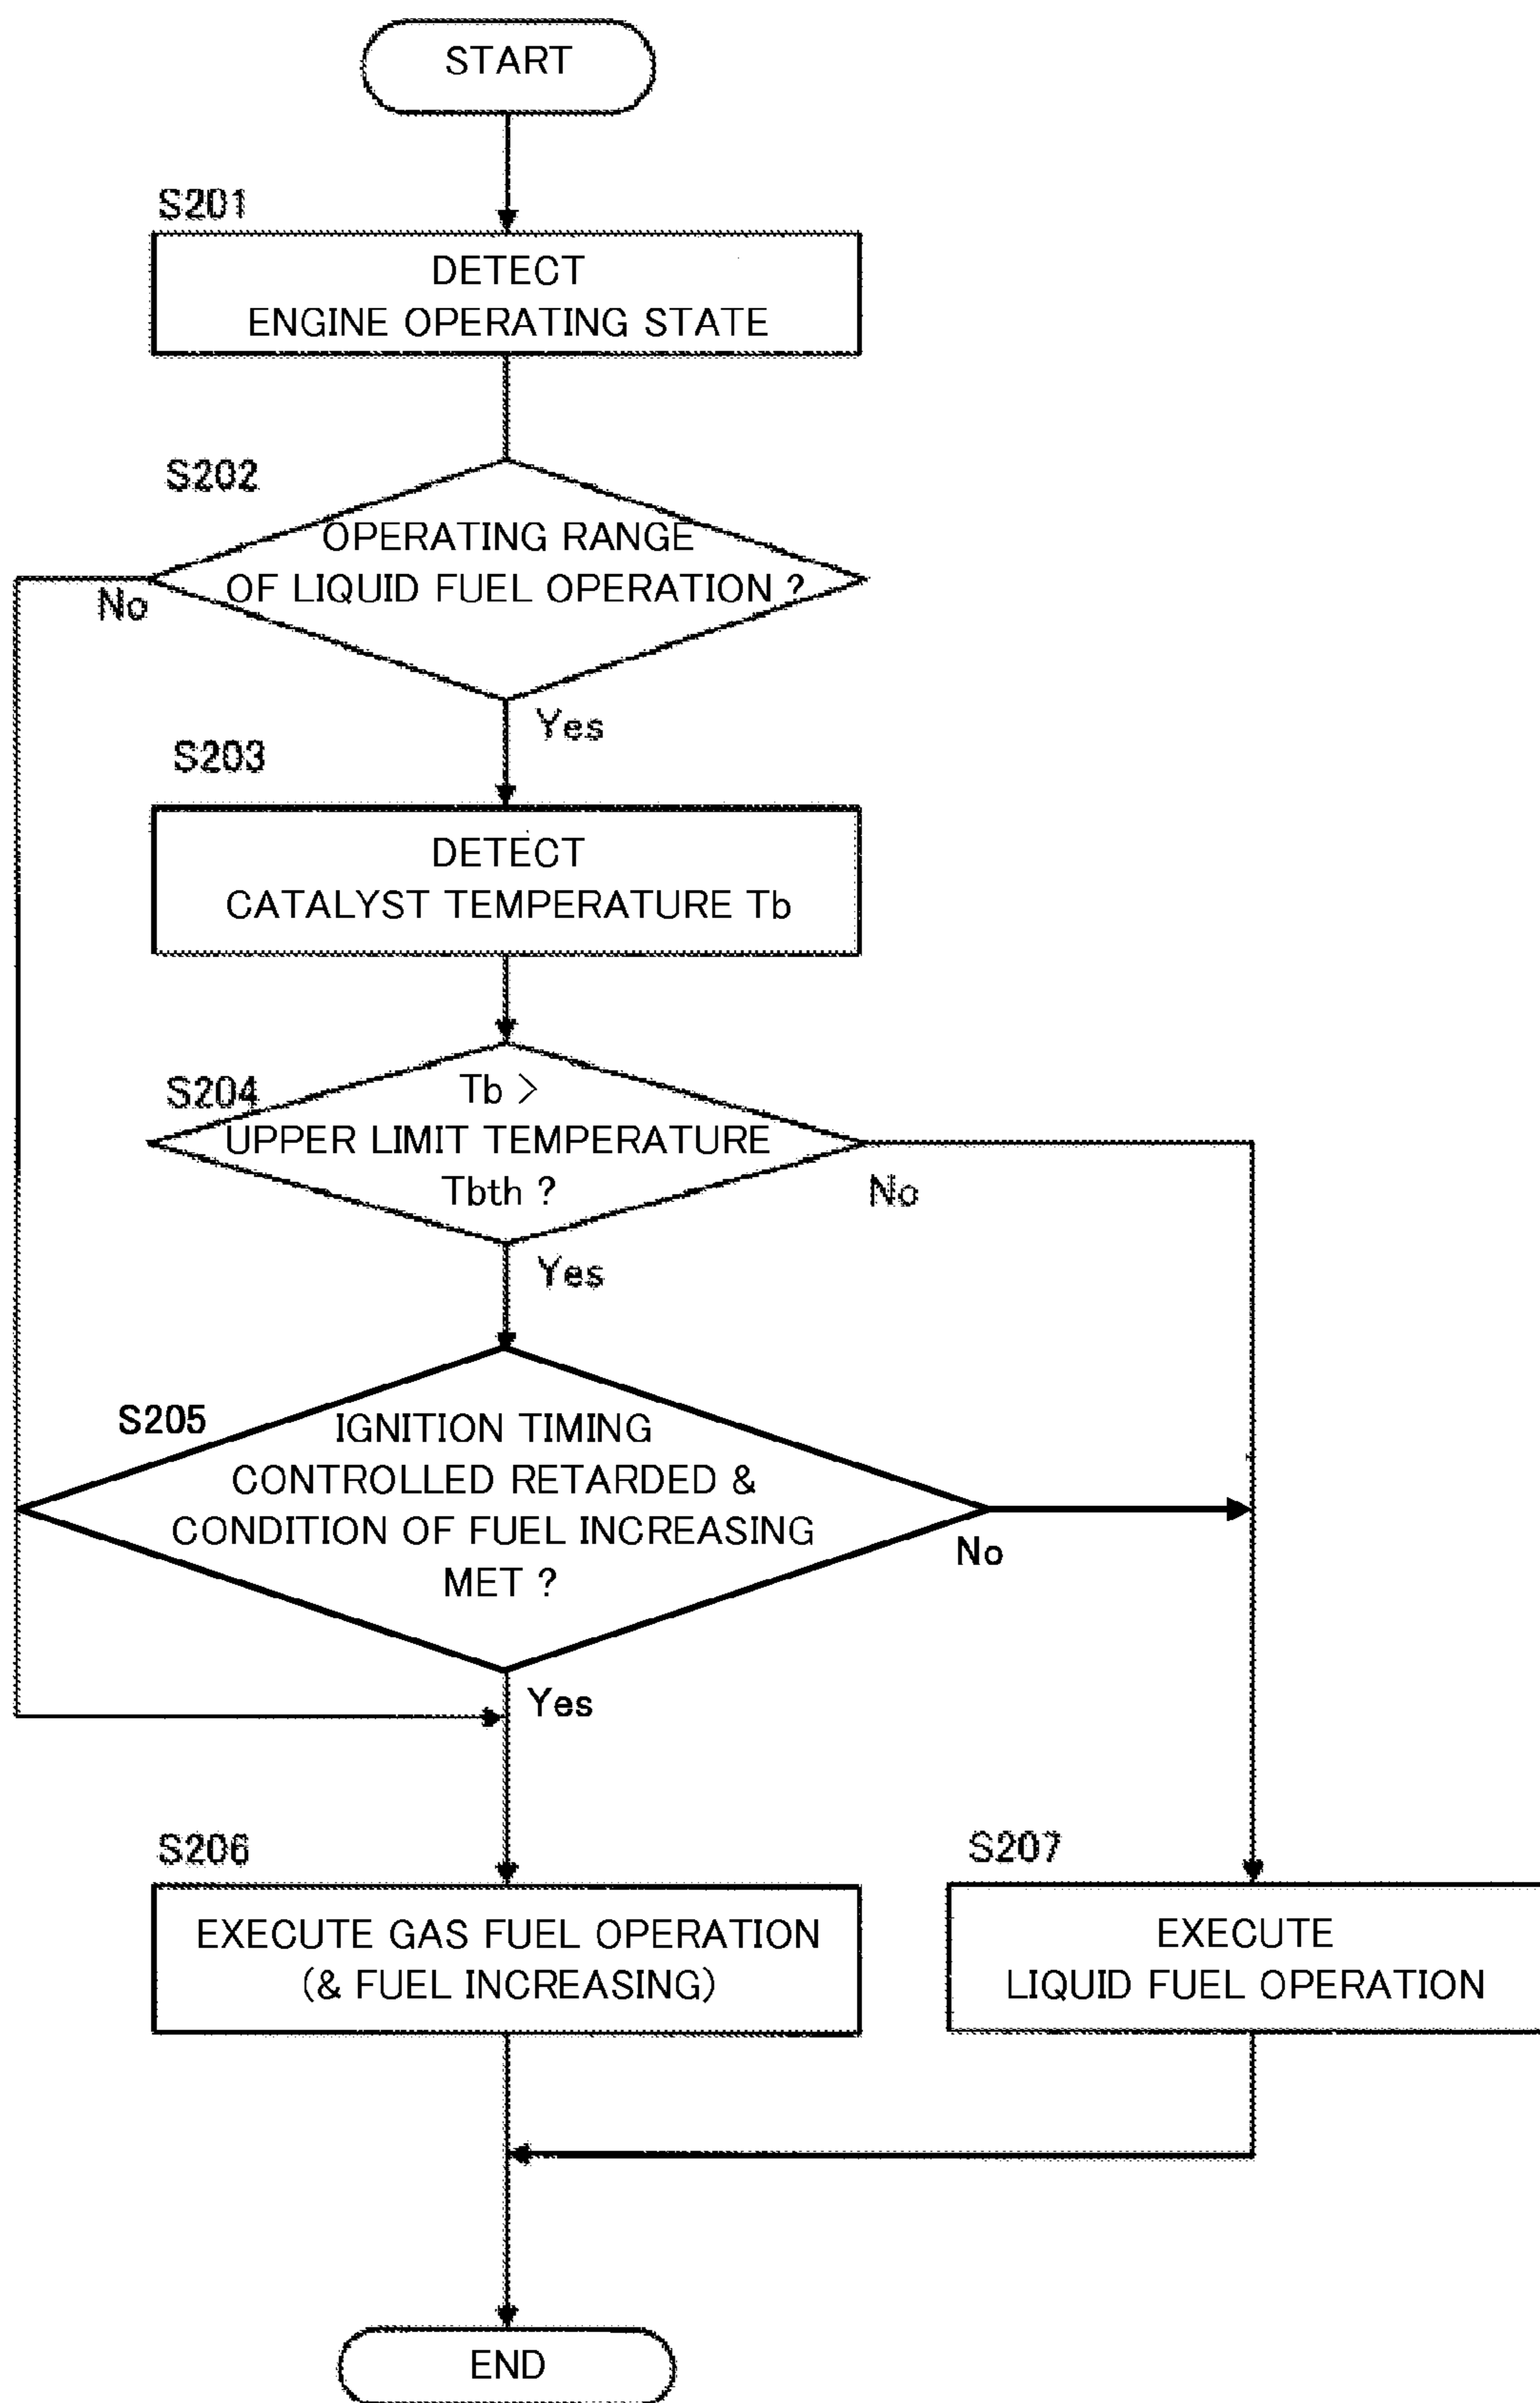 START
S201
DETECT
ENGINE OPERATING STATE
S202
OPERATING RANGE
OF LIQUID FUEL OPERATION ?
No
Yes
S203
DETECT
CATALYST TEMPERATURE Tb
S204
Tb >
UPPER LIMIT TEMPERATURE
Tbth ?
No
Yes
S205
IGNITION TIMING
CONTROLLED RETARDED &
CONDITION OF FUEL INCREASING
MET ?
No
Yes
S206
EXECUTE GAS FUEL OPERATION
(& FUEL INCREASING)
S207
EXECUTE
LIQUID FUEL OPERATION
END